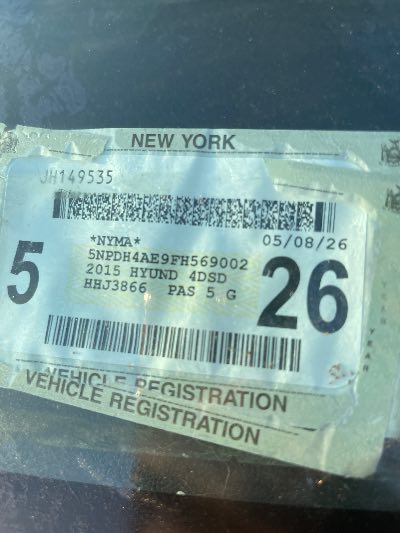 NEW YORK
JH149535
*NYMA* 05/08/26
5NPDH4AE9FH569002
2015 HYUND 4DSD
HHJ3866 PAS 5 G
5 26
YEAR
VEHICLE REGISTRATION
VEHICLE REGISTRATION